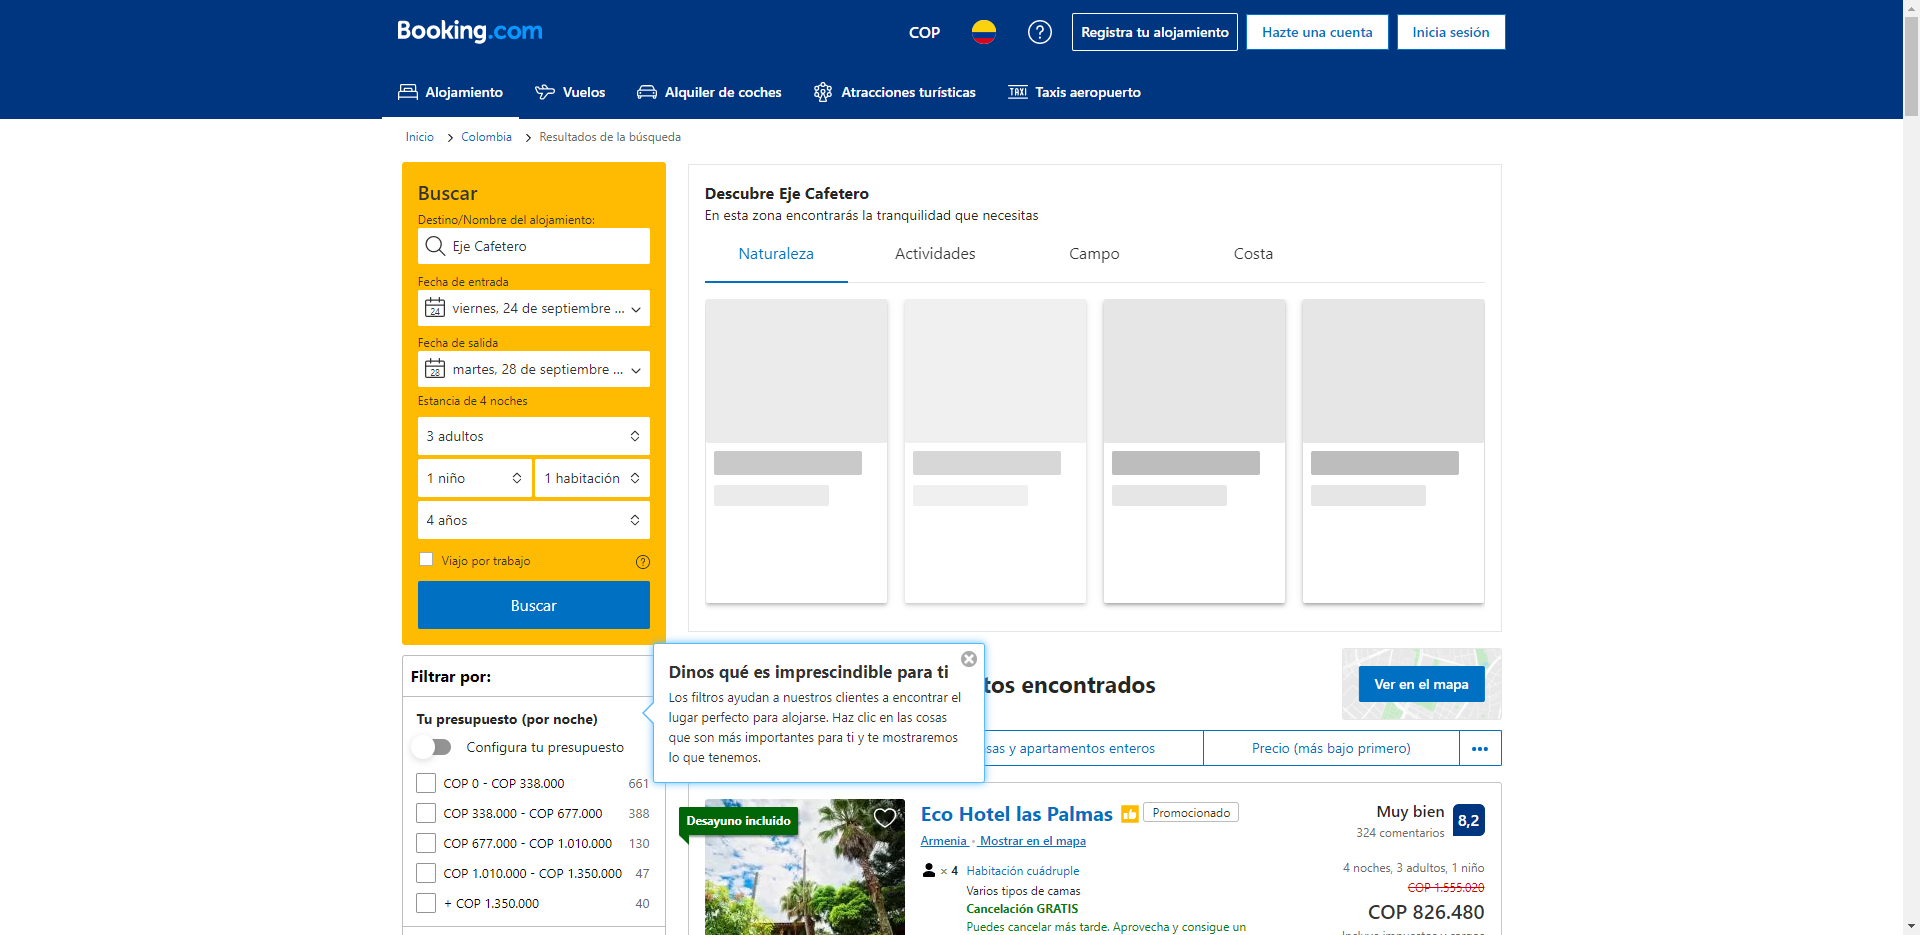 Booking.com
COP
Registra tu alojamiento
Hazte una cuenta
Inicia sesión
Alojamiento
Vuelos
Alquiler de coches
Atracciones turísticas
TAXI
Taxis aeropuerto
Inicio
Colombia
Resultados de la búsqueda
Buscar
Destino/Nombre del alojamiento:
Eje Cafetero
Fecha de entrada
24
viernes, 24 de septiembre ...
Fecha de salida
28
martes, 28 de septiembre ...
Estancia de 4 noches
3 adultos
1 niño
1 habitación
4 años
Viajo por trabajo
Buscar
Descubre Eje Cafetero
En esta zona encontrarás la tranquilidad que necesitas
Naturaleza
Actividades
Campo
Costa
Filtrar por:
Tu presupuesto (por noche)
Configura tu presupuesto
COP 0 - COP 338.000 661
COP 338.000 - COP 677.000 388
COP 677.000 - COP 1.010.000 130
COP 1.010.000 - COP 1.350.000 47
+ COP 1.350.000 40
Dinos qué es imprescindible para ti
Los filtros ayudan a nuestros clientes a encontrar el
lugar perfecto para alojarse. Haz clic en las cosas
que son más importantes para ti y te mostraremos
lo que tenemos.
tos encontrados
Ver en el mapa
sas y apartamentos enteros
Precio (más bajo primero)
Desayuno incluido
Eco Hotel las Palmas
Promocionado
Armenia • Mostrar en el mapa
× 4 Habitación cuádruple
Varios tipos de camas
Cancelación GRATIS
Puedes cancelar más tarde. Aprovecha y consigue un
Muy bien
8,2
324 comentarios
4 noches, 3 adultos, 1 niño
COP 1.555.020
COP 826.480
Incluye impuestos y cargos